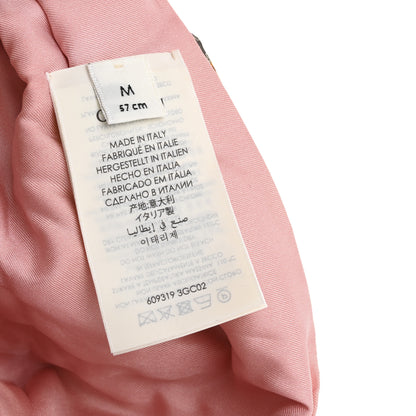 M
57 cm
MADE IN ITALY
FABRIQUÉ EN ITALIE
HERGESTELLT IN ITALIEN
HECHO EN ITALIA
FABRICADO EM ITÁLIA
СДЕЛАНО В ИТАЛИИ
产地:意大利
イタリア製
صنع في إيطاليا
이태리제
609319 3GC02